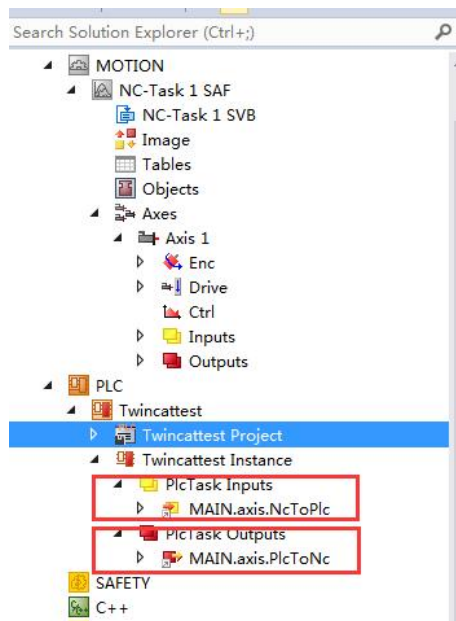 Search Solution Explorer (Ctrl+;)
MOTION
NC-Task 1 SAF
NC-Task 1 SVB
Image
Tables
Objects
Axes
Axis 1
Enc
Drive
Ctrl
Inputs
Outputs
PLC
Twincattest
Twincattest Project
Twincattest Instance
PlcTask Inputs
MAIN.axis.NcToPlc
PlcTask Outputs
MAIN.axis.PlcToNc
SAFETY
C++